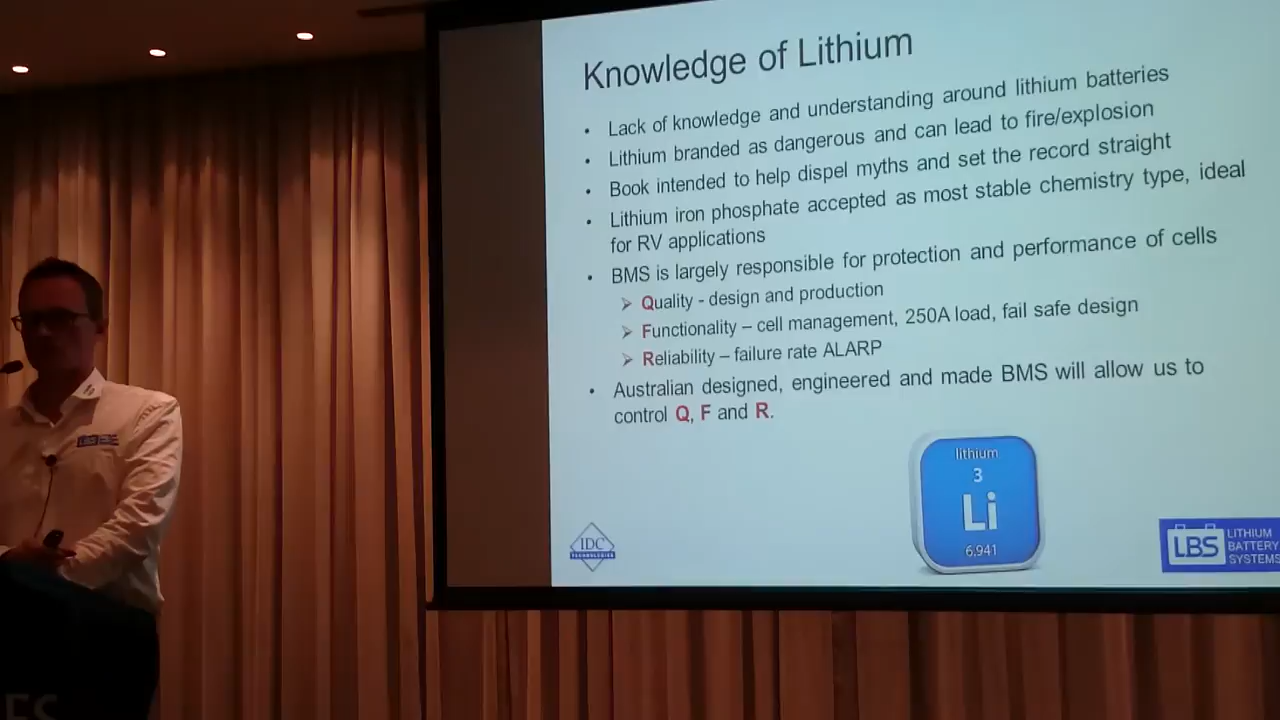 Knowledge of Lithium
• Lack of knowledge and understanding around lithium batteries
• Lithium branded as dangerous and can lead to fire/explosion
• Book intended to help dispel myths and set the record straight
• Lithium iron phosphate accepted as most stable chemistry type, ideal
for RV applications
• BMS is largely responsible for protection and performance of cells
➢ Quality - design and production
➢ Functionality – cell management, 250A load, fail safe design
➢ Reliability – failure rate ALARP
• Australian designed, engineered and made BMS will allow us to
control Q, F and R.
lithium
3
Li
6.941
IDC
TECHNOLOGIES
LBS
LITHIUM
BATTERY
SYSTEMS
LBS
ES